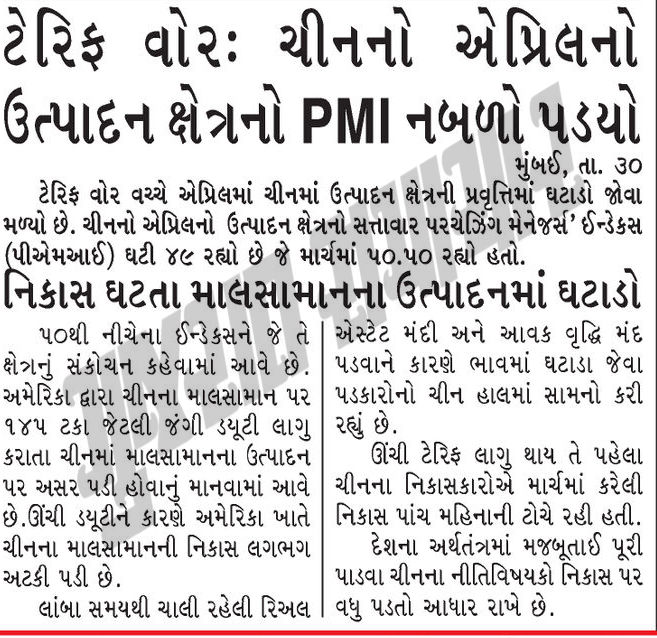 ટેરિફ વોરઃ ચીનનો એપ્રિલનો
ઉત્પાદન ક્ષેત્રનો PMI નબળો પડયો
મુંબઈ, તા. ૩૦
ટેરિફ વોર વચ્ચે એપ્રિલમાં ચીનમાં ઉત્પાદન ક્ષેત્રની પ્રવૃત્તિમાં ઘટાડો જોવા
મળ્યો છે. ચીનનો એપ્રિલનો ઉત્પાદન ક્ષેત્રનો સત્તાવાર પરચેઝિંગ મેનેજર્સ' ઈન્ડેકસ
(પીએમઆઈ) ઘટી ૪૯ રહ્યો છે જે માર્ચમાં ૫૦.૫૦ રહ્યો હતો.
નિકાસ ઘટતા માલસામાનના ઉત્પાદનમાં ઘટાડો
૫૦થી નીચેના ઈન્ડેકસને જે તે
ક્ષેત્રનું સંકોચન કહેવામાં આવે છે.
અમેરિકા દ્વારા ચીનના માલસામાન પર
૧૪૫ ટકા જેટલી જંગી ડયૂટી લાગુ
કરાતા ચીનમાં માલસામાનના ઉત્પાદન
પર અસર પડી હોવાનું માનવામાં આવે
છે.ઊંચી ડયૂટીને કારણે અમેરિકા ખાતે
ચીનના માલસામાનની નિકાસ લગભગ
અટકી પડી છે.
લાંબા સમયથી ચાલી રહેલી રિઅલ
એસ્ટેટ મંદી અને આવક વૃદ્ધિ મંદ
પડવાને કારણે ભાવમાં ઘટાડા જેવા
પડકારોનો ચીન હાલમાં સામનો કરી
રહ્યું છે.
ઊંચી ટેરિફ લાગુ થાય તે પહેલા
ચીનના નિકાસકારોએ માર્ચમાં કરેલી
નિકાસ પાંચ મહિનાની ટોચે રહી હતી.
દેશના અર્થતંત્રમાં મજબૂતાઈ પૂરી
પાડવા ચીનના નીતિવિષયકો નિકાસ પર
વધુ પડતો આધાર રાખે છે.
ગુજરાત સમાચાર